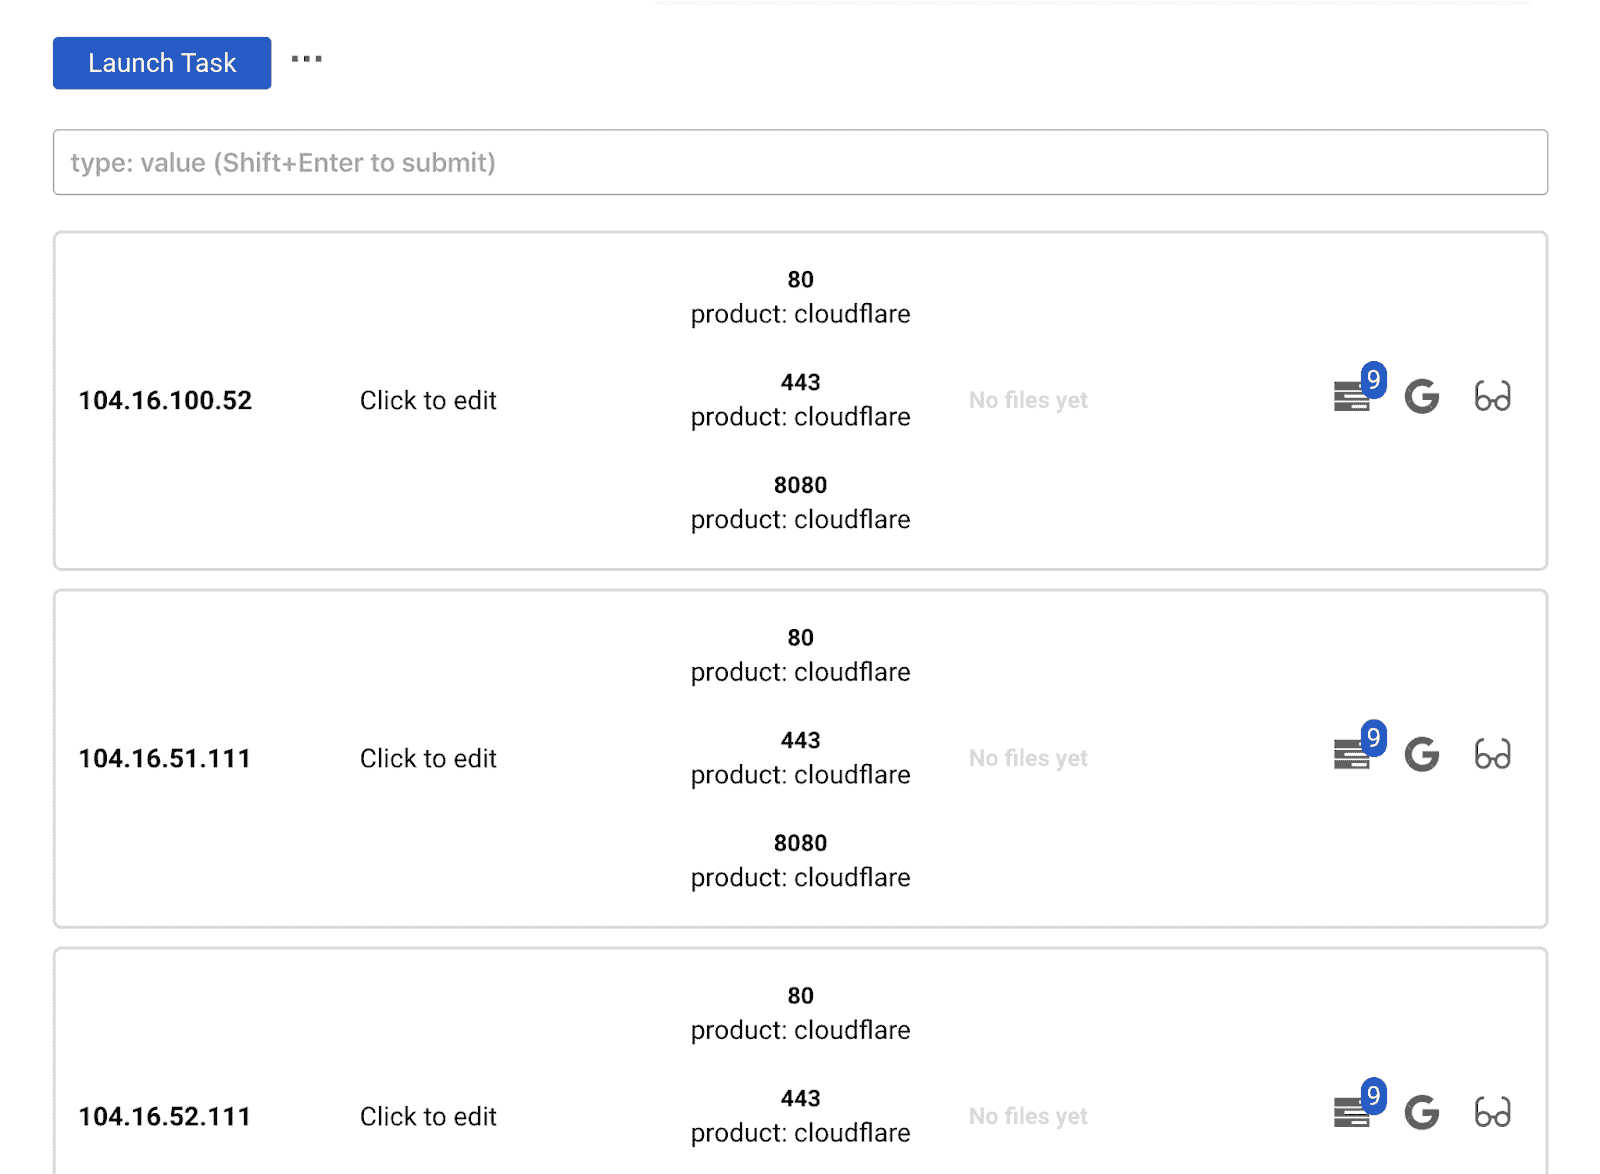 Launch Task ...
type: value (Shift+Enter to submit)
80
product: cloudflare
104.16.100.52
Click to edit
443
product: cloudflare
No files yet
9
8080
product: cloudflare
80
product: cloudflare
104.16.51.111
Click to edit
443
product: cloudflare
No files yet
9
8080
product: cloudflare
80
product: cloudflare
104.16.52.111
Click to edit
443
product: cloudflare
No files yet
9